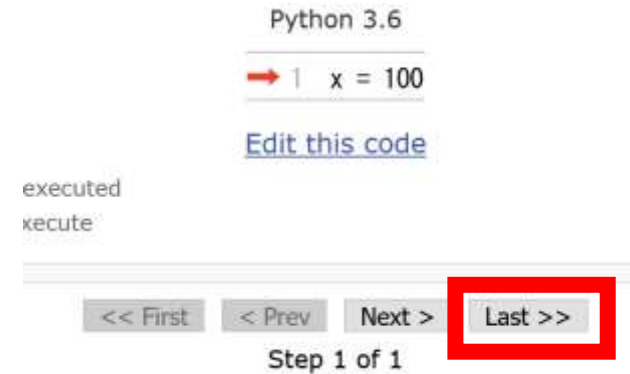 Python 3.6
1 x = 100
Edit this code
executed
xecute
<< First < Prev Next > Last >>
Step 1 of 1